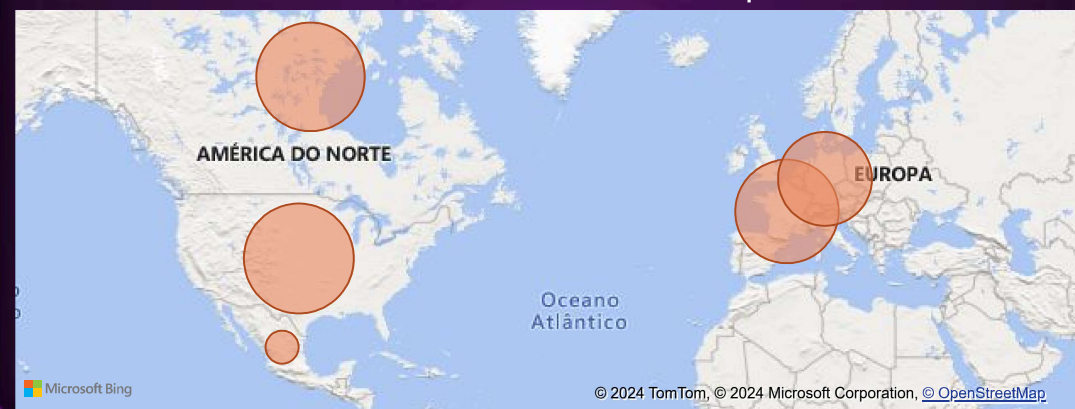 AMÉRICA DO NORTE
EUROPA
Oceano
Atlântico
Microsoft Bing
© 2024 TomTom, © 2024 Microsoft Corporation, © OpenStreetMap